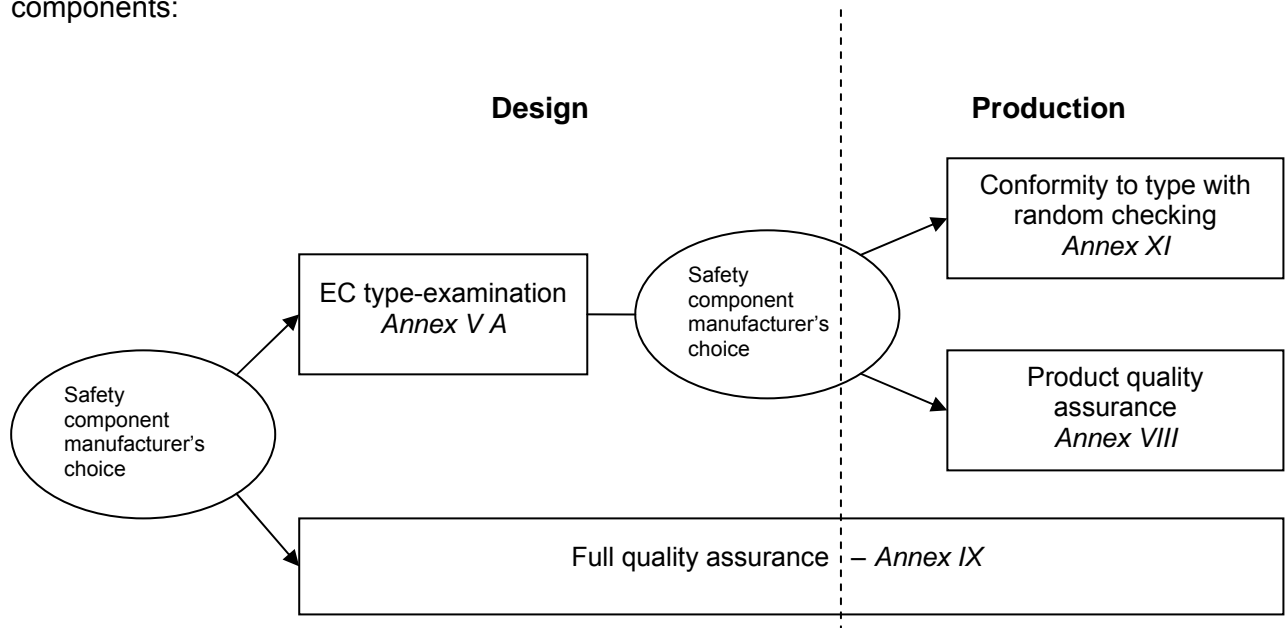 components:
Design
Production
Conformity to type with
random checking
Annex XI
EC type-examination
Annex V A
Safety
component
manufacturer's
choice
Product quality
assurance
Annex VIII
Safety
component
manufacturer's
choice
Full quality assurance – Annex IX